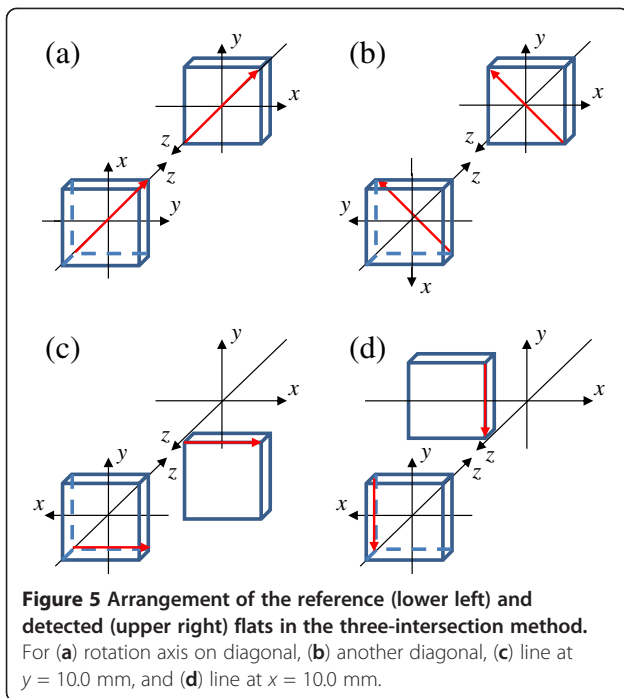 (a)
y
x
z
z
x
y
(b)
y
x
z
z
y
x
(c)
y
x
z
z
y
x
(d)
y
x
z
z
y
x
Figure 5 Arrangement of the reference (lower left) and
detected (upper right) flats in the three-intersection method.
For (a) rotation axis on diagonal, (b) another diagonal, (c) line at
y = 10.0 mm, and (d) line at x = 10.0 mm.